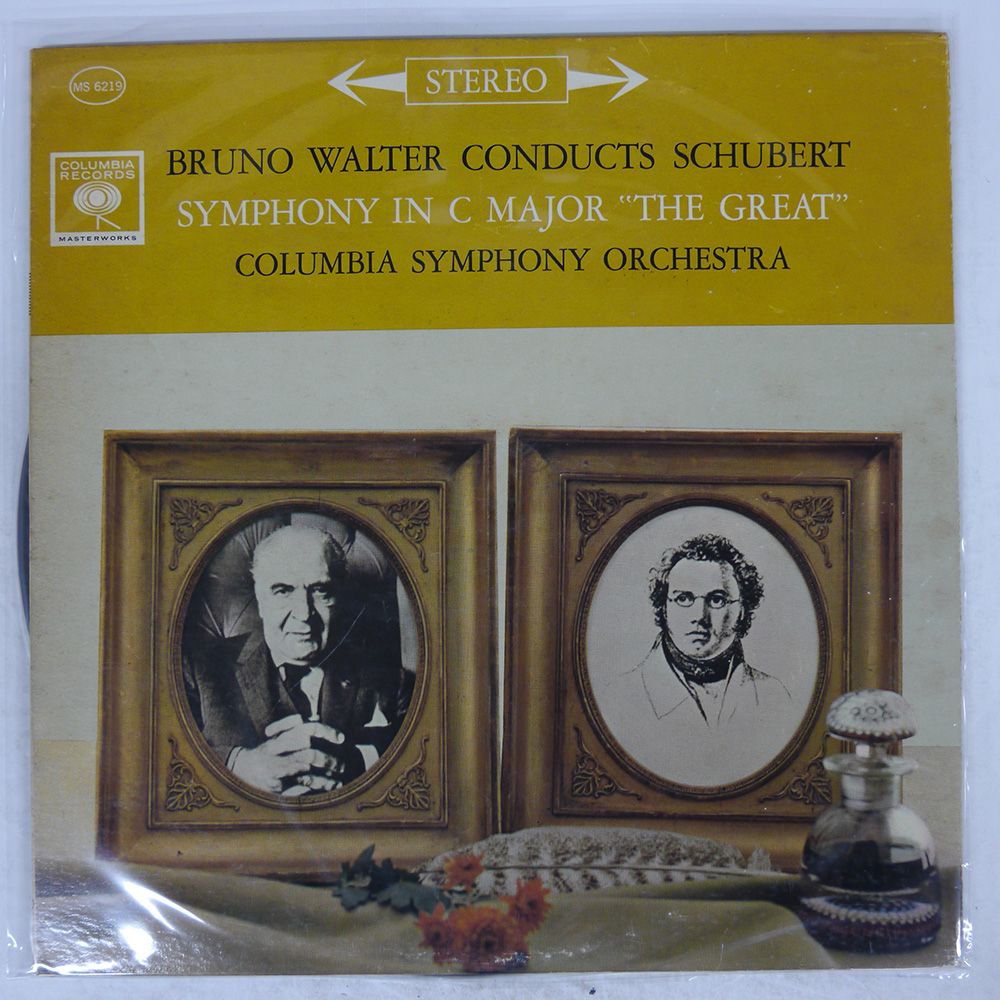 MS 6219
STEREO
COLUMBIA
RECORDS
MASTERWORKS
BRUNO WALTER CONDUCTS SCHUBERT
SYMPHONY IN C MAJOR “THE GREAT”
COLUMBIA SYMPHONY ORCHESTRA